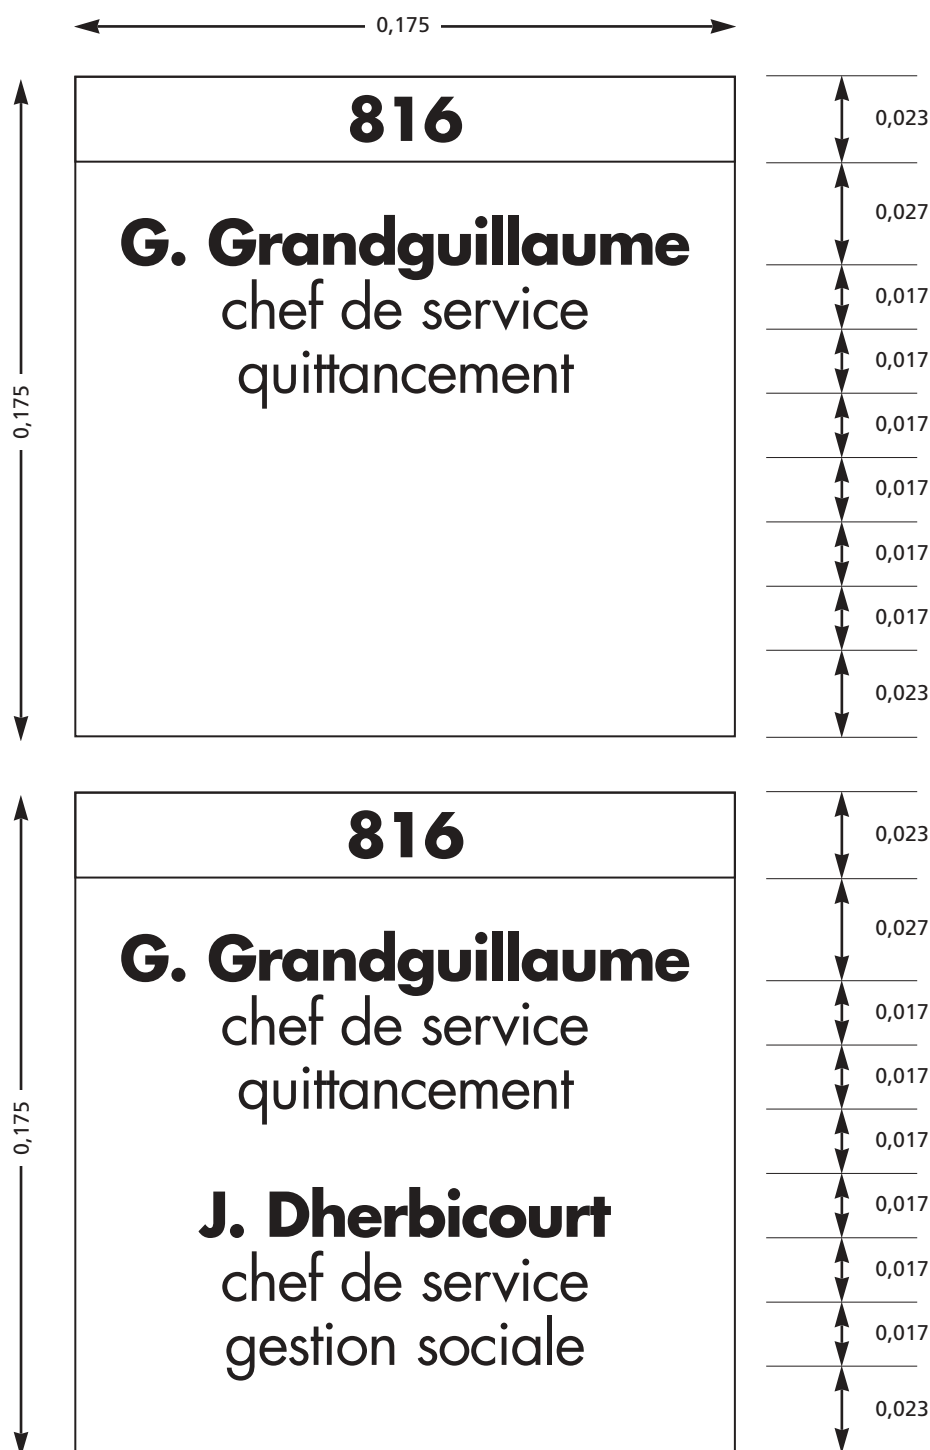 0,175
816
0,023
G. Grandguillaume
0,027
chef de service
0,017
quittancement
0,017
0,175
0,017
0,017
0,017
0,017
0,023
816
0,023
G. Grandguillaume
0,027
chef de service
0,017
quittancement
0,017
0,175
0,017
J. Dherbicourt
0,017
chef de service
0,017
gestion sociale
0,017
0,023